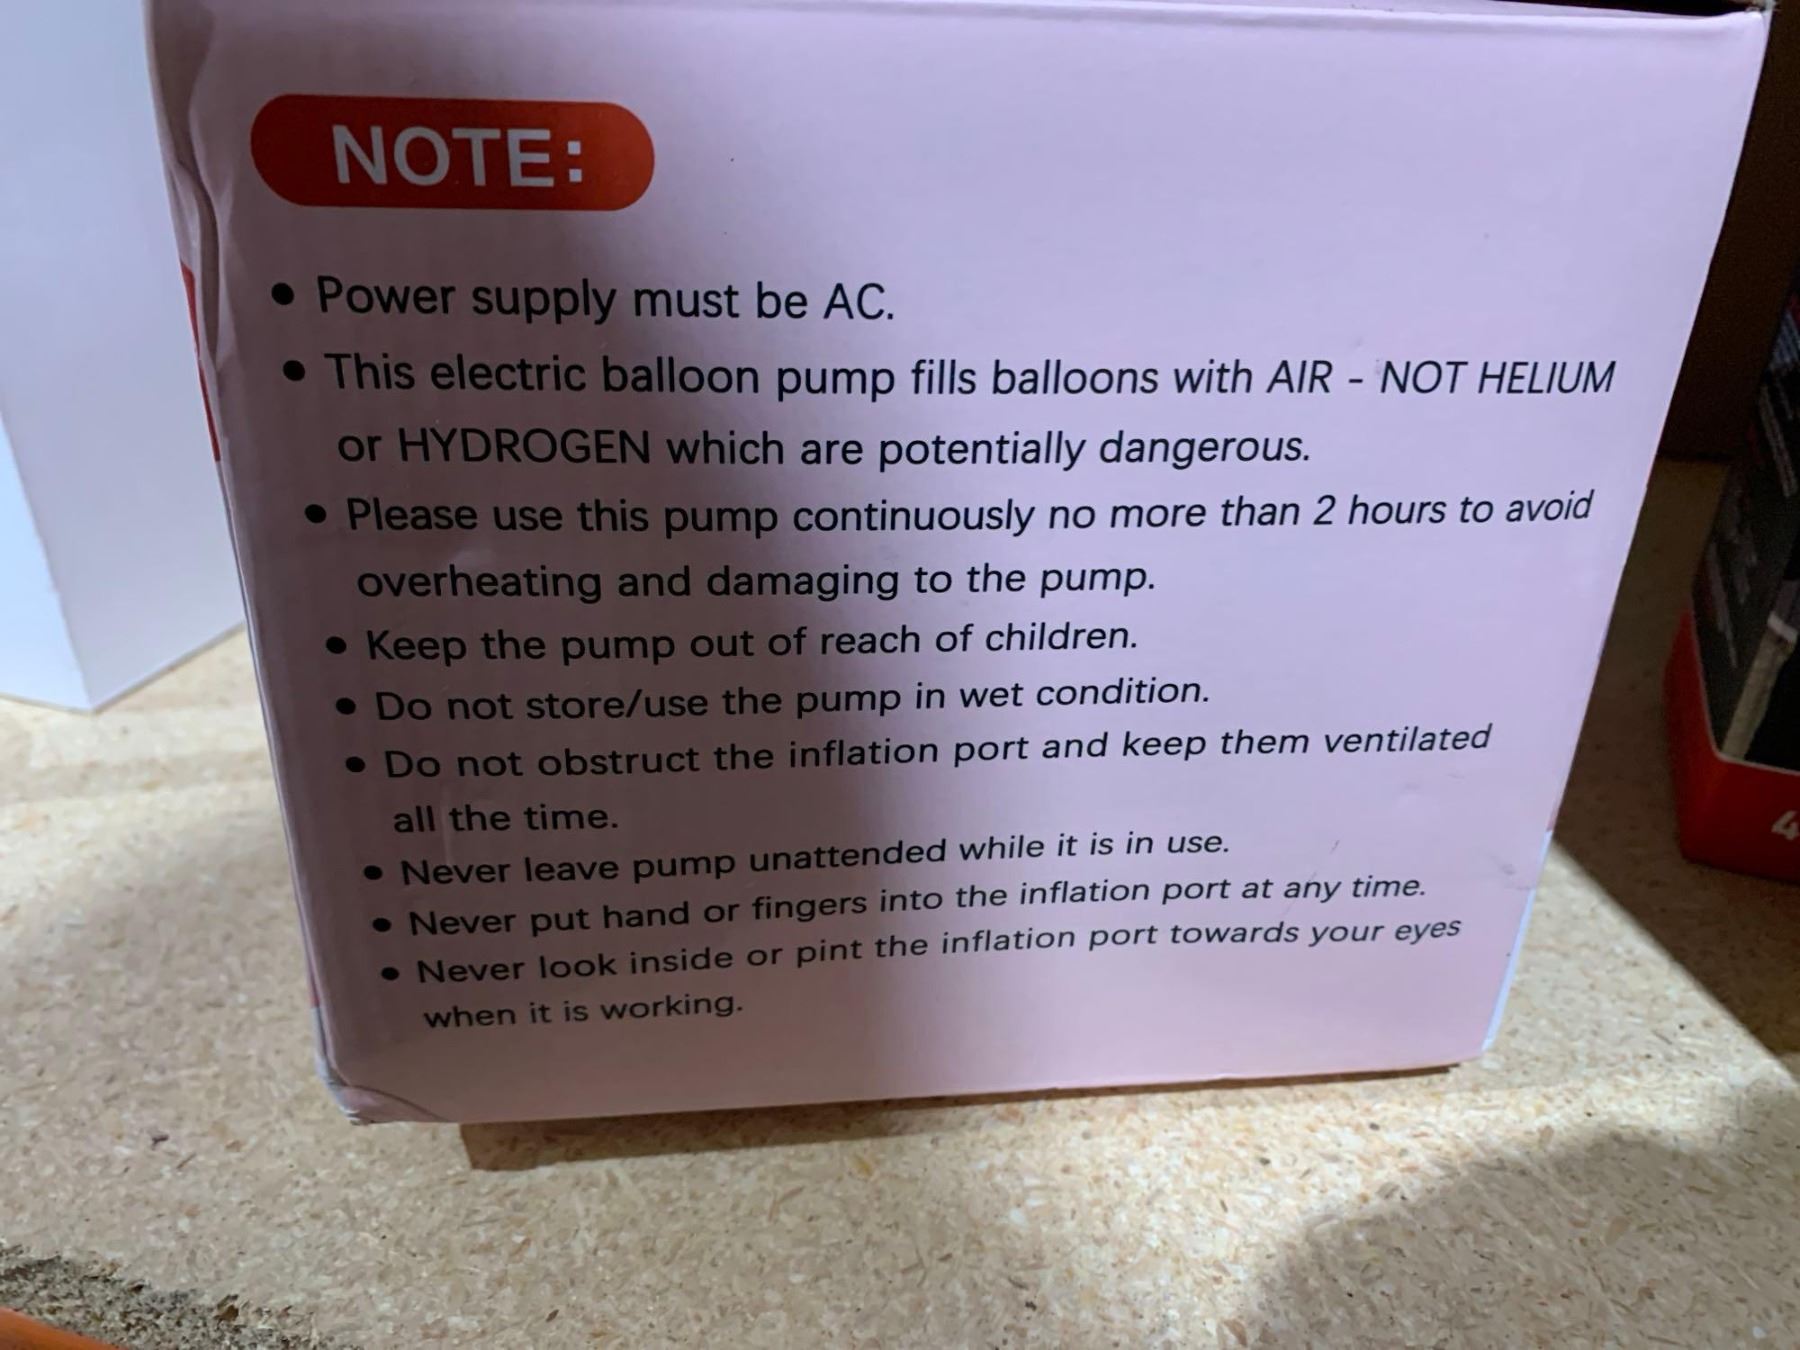 NOTE:
• Power supply must be AC.
• This electric balloon pump fills balloons with AIR - NOT HELIUM
or HYDROGEN which are potentially dangerous.
• Please use this pump continuously no more than 2 hours to avoid
overheating and damaging to the pump.
• Keep the pump out of reach of children.
• Do not store/use the pump in wet condition.
• Do not obstruct the inflation port and keep them ventilated
all the time.
• Never leave pump unattended while it is in use.
• Never put hand or fingers into the inflation port at any time.
• Never look inside or pint the inflation port towards your eyes
when it is working.
4